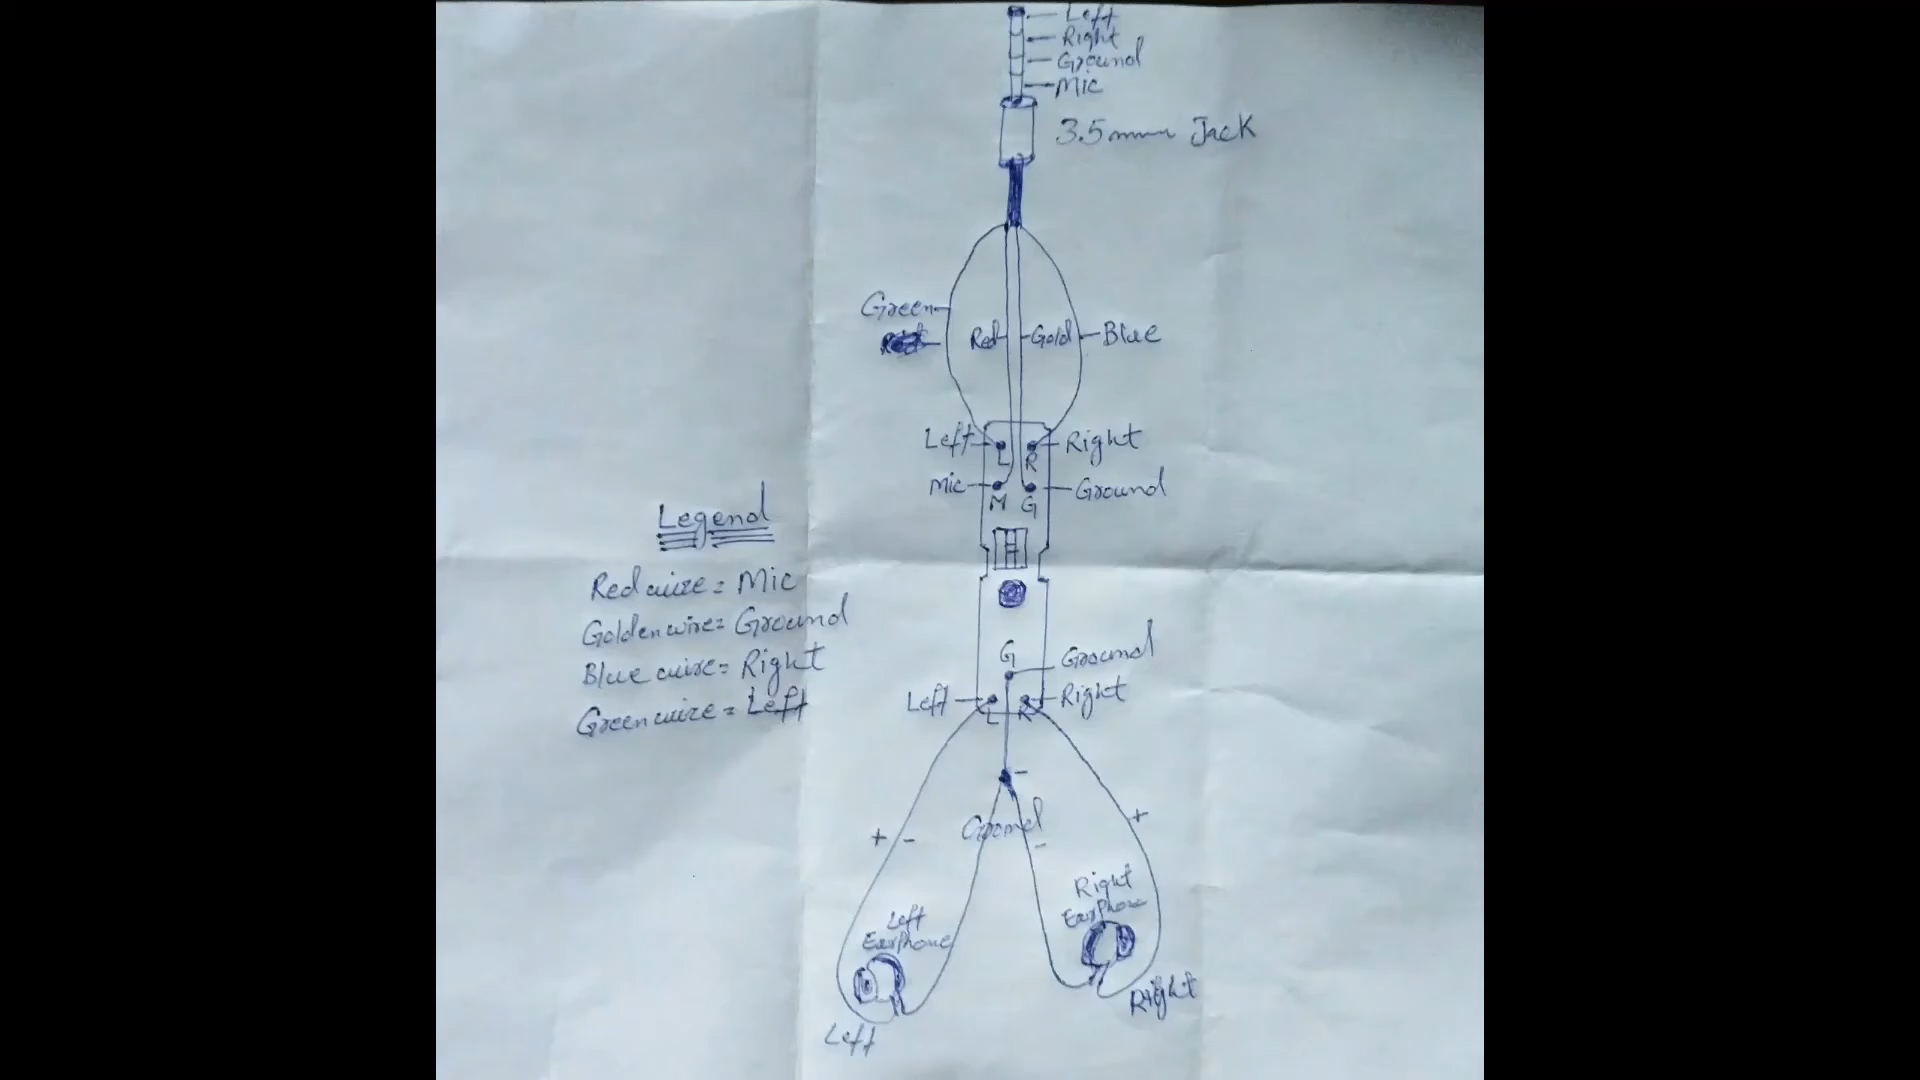 Left
Right
Ground
Mic
3.5mm Jack
Green
Red Gold Blue
Left Right
L R
Mic Ground
M G
Legend
Red wire = Mic
Golden wire = Ground
Blue wire = Right
Green wire = Left
G Ground
Left Right
L R
-
Ground
+ - - +
Right
EarPhone
Left
EarPhone
Right
Left